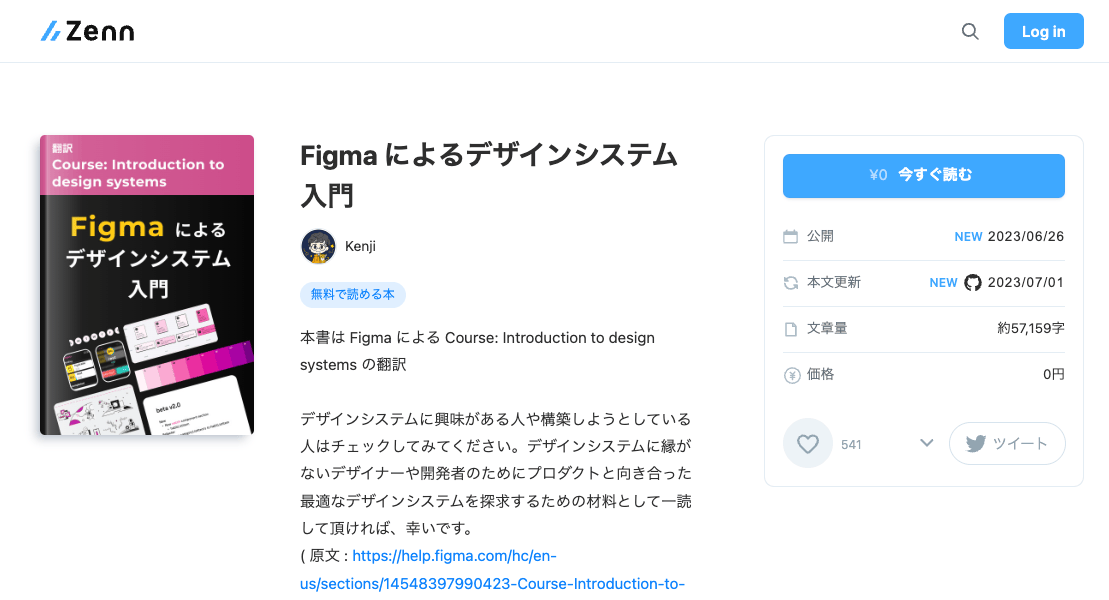 Zenn
Log in
翻訳
Course: Introduction to
design systems
Figma による
デザインシステム
入門
beta v2.0
Figma によるデザインシステム
入門
Kenji
無料で読める本
本書は Figma による Course: Introduction to design
systems の翻訳
デザインシステムに興味がある人や構築しようとしている
人はチェックしてみてください。デザインシステムに縁が
ないデザイナーや開発者のためにプロダクトと向き合った
最適なデザインシステムを探求するための材料として一読
して頂ければ、幸いです。
( 原文 : https://help.figma.com/hc/en-
us/sections/14548397990423-Course-Introduction-to-
¥0 今すぐ読む
公開 NEW 2023/06/26
本文更新 NEW 2023/07/01
文章量 約57,159字
価格 0円
541
ツイート